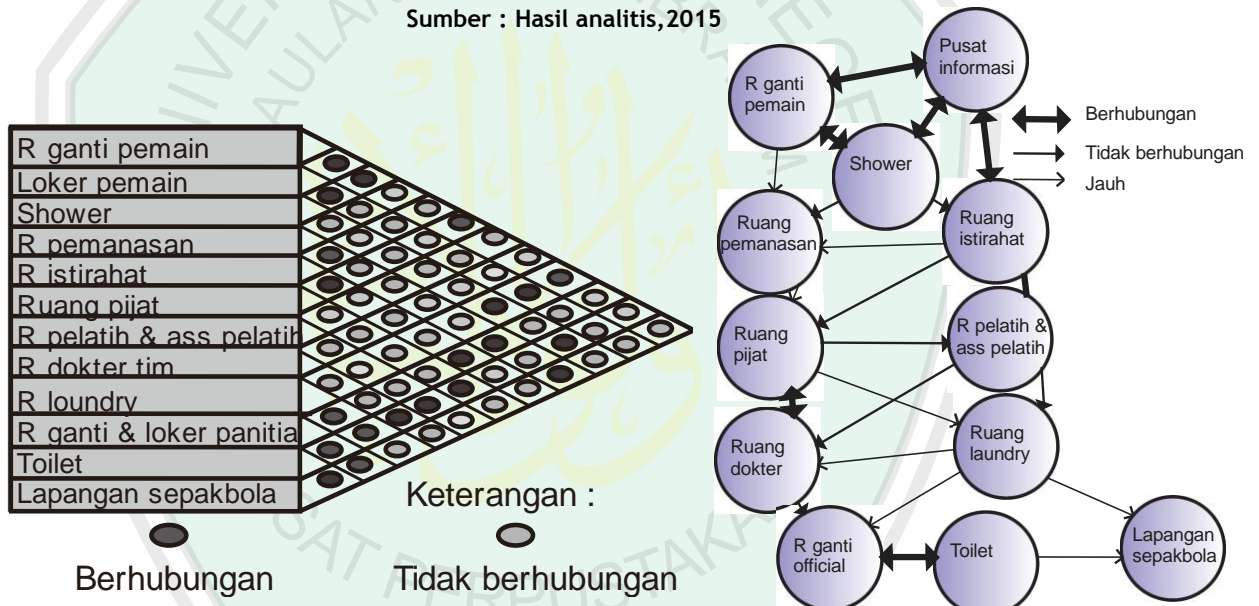 Sumber : Hasil analitis,2015
R ganti pemain
Loker pemain
Shower
R pemanasan
R istirahat
Ruang pijat
R pelatih & ass pelatih
R dokter tim
R loundry
R ganti & loker panitia
Toilet
Lapangan sepakbola
Keterangan :
Berhubungan
Tidak berhubungan
Pusat
informasi
R ganti
pemain
Shower
Ruang
pemanasan
Ruang
istirahat
Ruang
pijat
R pelatih &
ass pelatih
Ruang
dokter
Ruang
laundry
R ganti
official
Toilet
Lapangan
sepakbola
Berhubungan
Tidak berhubungan
Jauh